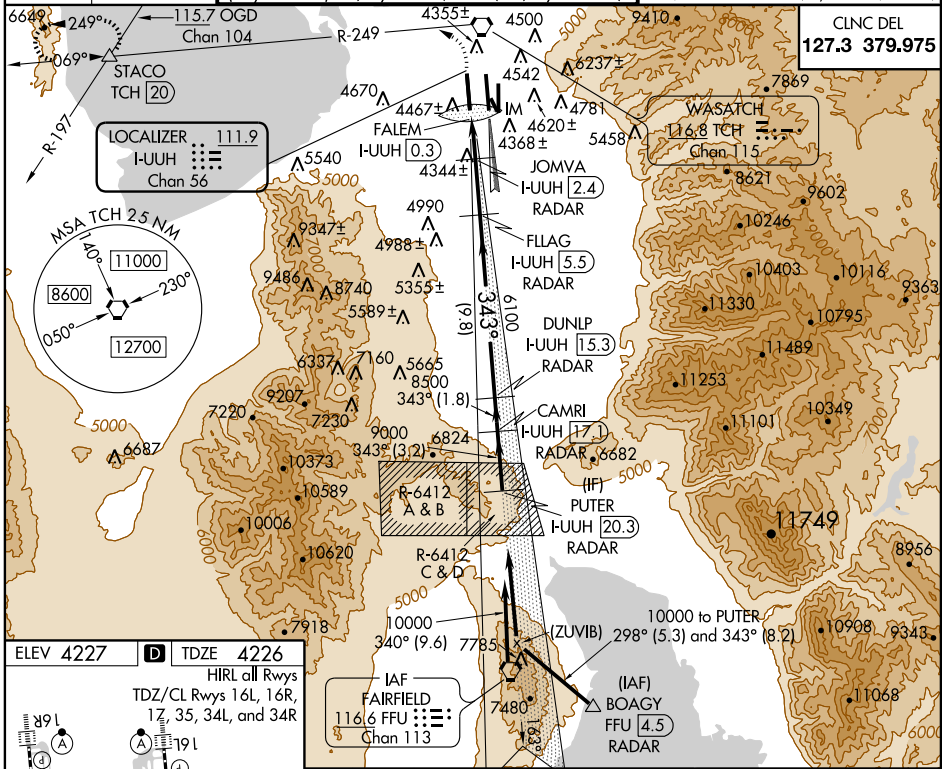 6649
249°
069°
115.7 OGD
Chan 104
R-249
STACO
TCH 20
R-197
4355±
4500
4542
6237±
9410
CLNC DEL
127.3 379.975
7869
4670
4467±
IM
4781
4620±
4368±
5458
FALEM
I-UUH 0.3
4344±
WASATCH
116.8 TCH
Chan 115
LOCALIZER 111.9
I-UUH
Chan 56
5540
5000
JOMVA
I-UUH 2.4
RADAR
8621
9602
MSA TCH 25 NM
140°
11000
8600
230°
050°
12700
9347±
4990
4988±
10246
FLLAG
I-UUH 5.5
RADAR
9486
8740
5355±
5589±
10403
10116
9363
11330
10795
343°
(9.8)
6100
DUNLP
I-UUH 15.3
RADAR
11489
6337
7160
5665
8500
343° (1.8)
11253
9207
7220
7230
CAMRI
I-UUH 17.1
RADAR
10349
11101
5000
6687
9000
343° (3.2)
6824
6682
5000
10373
10589
R-6412
A & B
(IF)
PUTER
I-UUH 20.3
RADAR
10006
11749
10620
R-6412
C & D
8956
5000
5000
7918
10000
340° (9.6)
7785
(ZUVIB)
10000 to PUTER
298° (5.3) and 343° (8.2)
10908
9343
IAF
FAIRFIELD
116.6 FFU
Chan 113
7480
163°
(IAF)
BOAGY
FFU 4.5
RADAR
11068
ELEV 4227
D
TDZE 4226
HIRL all Rwys
TDZ/CL Rwys 16L, 16R,
17, 35, 34L, and 34R
16R
A
A
16L
P
P